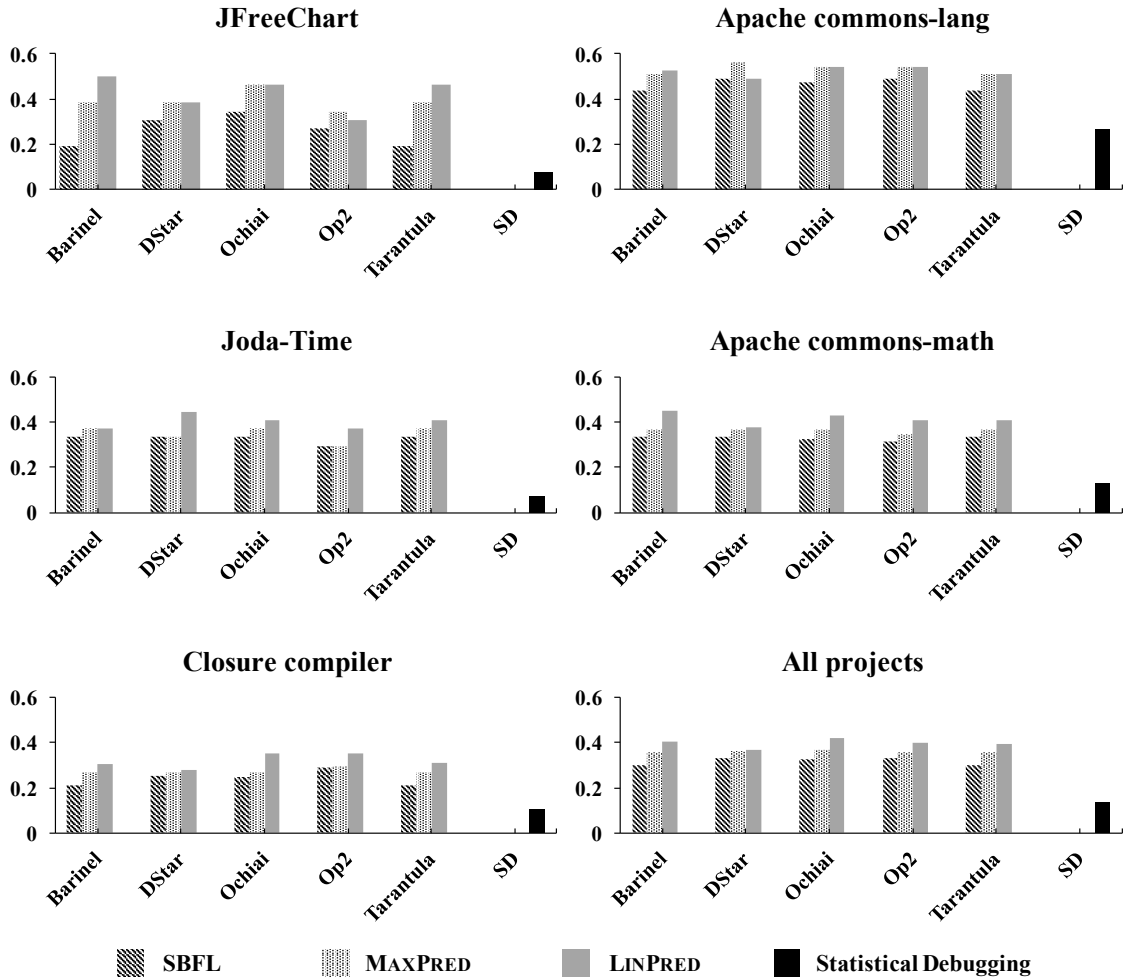 JFreeChart
0.6
0.4
0.2
0
Barinel
DStar
Ochiai
Op2
Tarantula
SD
Apache commons-lang
0.6
0.4
0.2
0
Barinel
DStar
Ochiai
Op2
Tarantula
SD
Joda-Time
0.6
0.4
0.2
0
Barinel
DStar
Ochiai
Op2
Tarantula
SD
Apache commons-math
0.6
0.4
0.2
0
Barinel
DStar
Ochiai
Op2
Tarantula
SD
Closure compiler
0.6
0.4
0.2
0
Barinel
DStar
Ochiai
Op2
Tarantula
SD
All projects
0.6
0.4
0.2
0
Barinel
DStar
Ochiai
Op2
Tarantula
SD
SBFL MAXPRED LINPRED Statistical Debugging